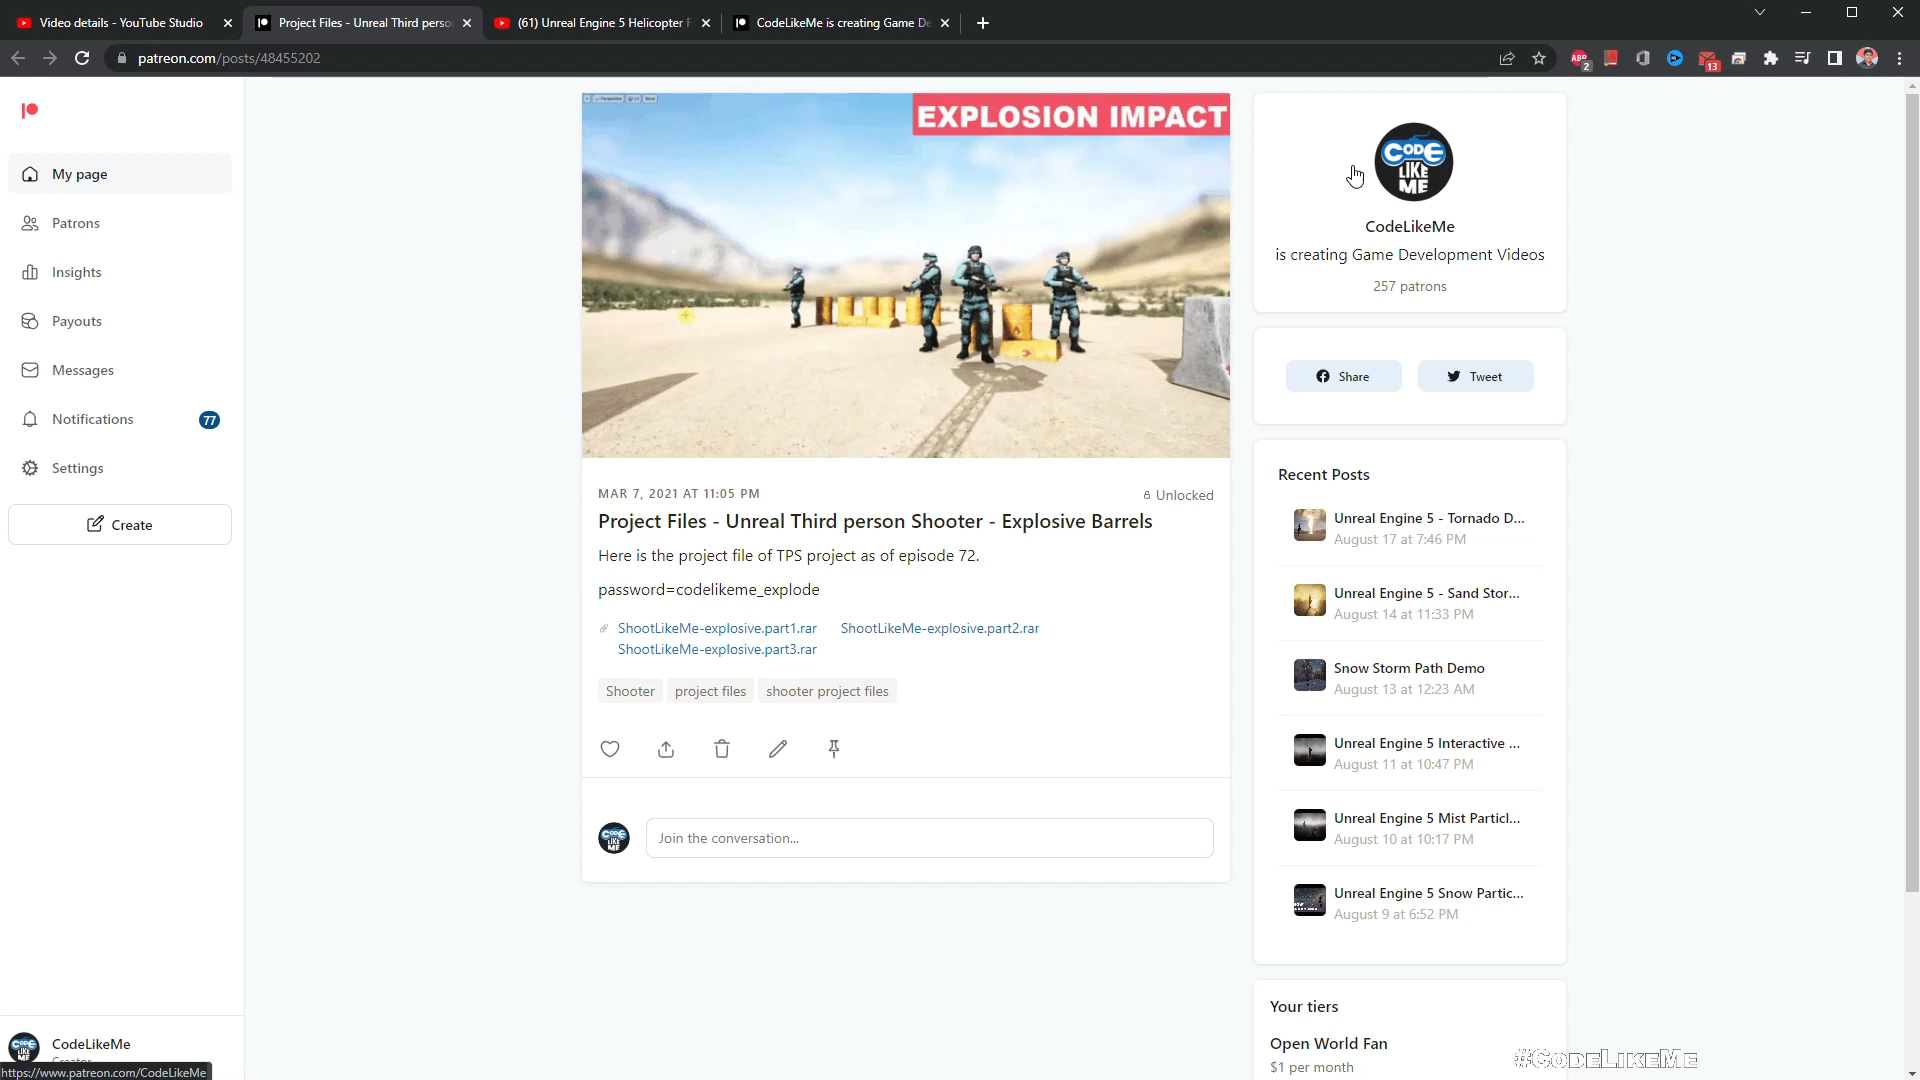 Video details - YouTube Studio
Project Files - Unreal Third perso
(61) Unreal Engine 5 Helicopter F
CodeLikeMe is creating Game De
patreon.com/posts/48455202
ABP
2
13
EXPLOSION IMPACT
CODE
LIKE
ME
My page
Patrons
Insights
Payouts
Messages
Notifications
77
Settings
Create
CodeLikeMe
is creating Game Development Videos
257 patrons
Share
Tweet
MAR 7, 2021 AT 11:05 PM
Unlocked
Project Files - Unreal Third person Shooter - Explosive Barrels
Here is the project file of TPS project as of episode 72.
password=codelikeme_explode
ShootLikeMe-explosive.part1.rar
ShootLikeMe-explosive.part2.rar
ShootLikeMe-explosive.part3.rar
Shooter
project files
shooter project files
Join the conversation...
Recent Posts
Unreal Engine 5 - Tornado D...
August 17 at 7:46 PM
Unreal Engine 5 - Sand Stor...
August 14 at 11:33 PM
Snow Storm Path Demo
August 13 at 12:23 AM
Unreal Engine 5 Interactive ...
August 11 at 10:47 PM
Unreal Engine 5 Mist Particl...
August 10 at 10:17 PM
Unreal Engine 5 Snow Partic...
August 9 at 6:52 PM
Your tiers
Open World Fan
$1 per month
CodeLikeMe
Creator
https://www.patreon.com/CodeLikeMe
#CodeLikeMe